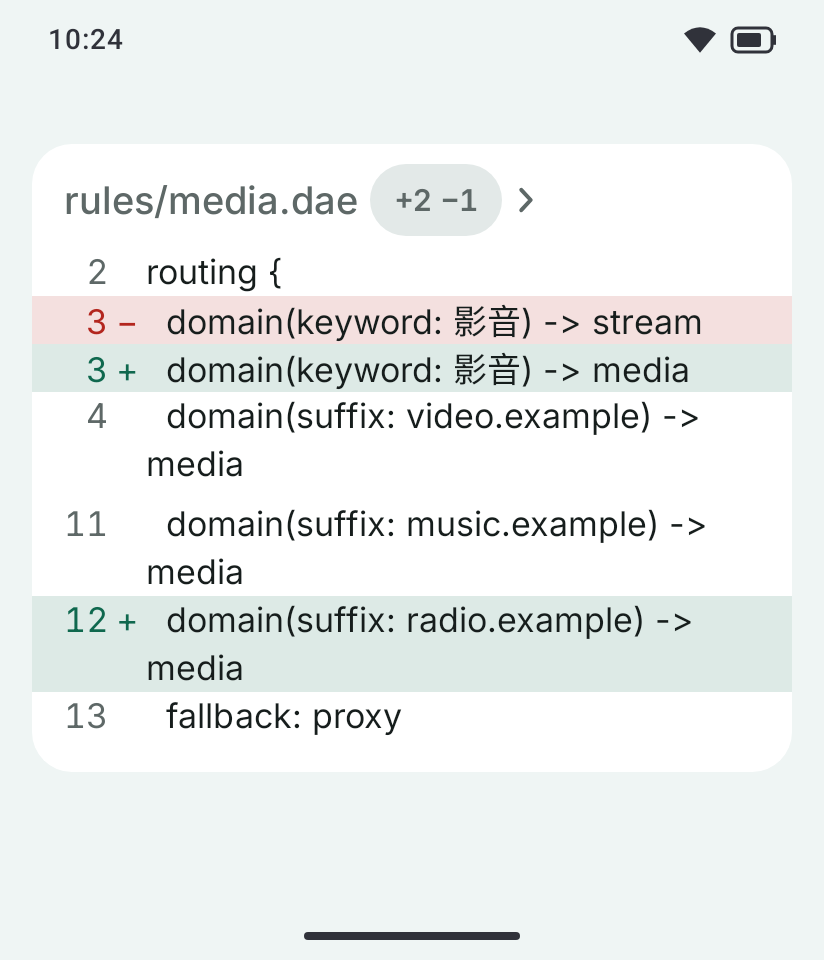 10:24
rules/media.dae +2 −1
2 routing {
3 − domain(keyword: 影音) -> stream
3 + domain(keyword: 影音) -> media
4 domain(suffix: video.example) ->
media
11 domain(suffix: music.example) ->
media
12 + domain(suffix: radio.example) ->
media
13 fallback: proxy